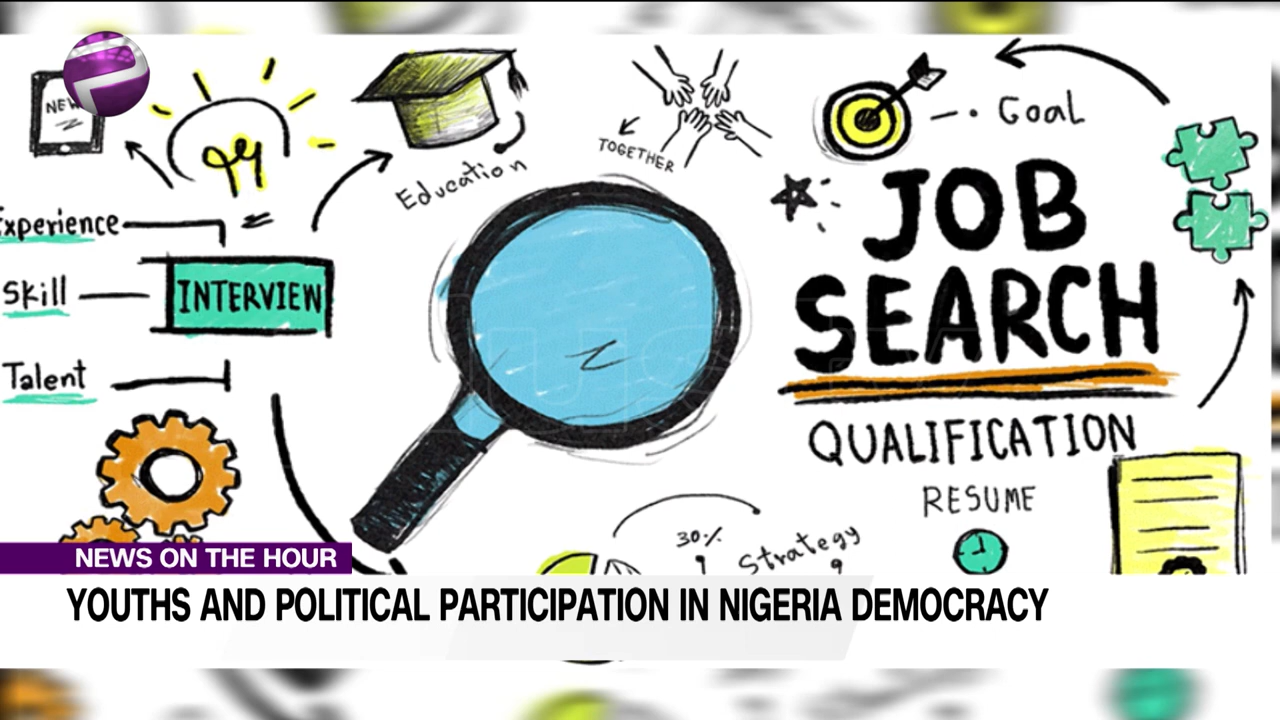 NEW
Education
TOGETHER
Goal
Experience
JOB
SEARCH
Skill
INTERVIEW
Talent
QUALIFICATION
RESUME
30%
Strategy
NEWS ON THE HOUR
YOUTHS AND POLITICAL PARTICIPATION IN NIGERIA DEMOCRACY